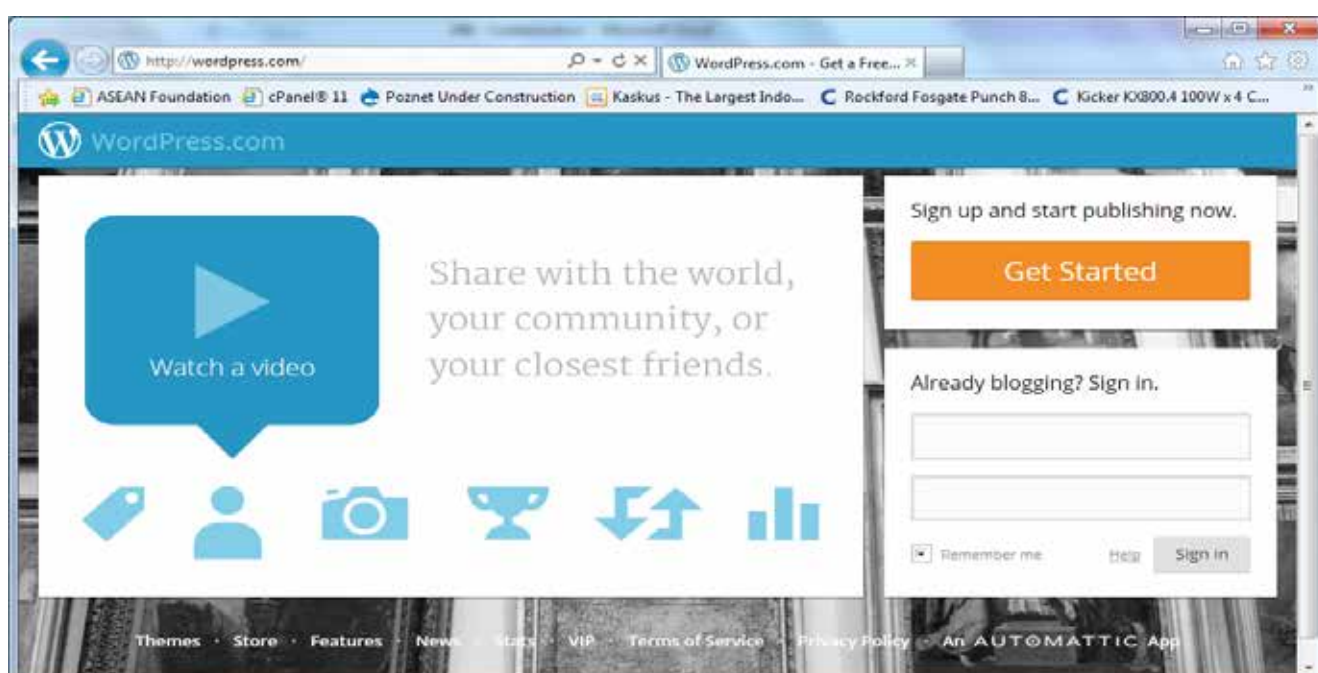 http://wordpress.com/
WordPress.com - Get a Free...
ASEAN Foundation cPanel® 11 Poznet Under Construction Kaskus - The Largest Indo... Rockford Fosgate Punch 8... Kicker KX800.4 100W x 4 C...
WordPress.com
Watch a video
Share with the world,
your community, or
your closest friends.
Sign up and start publishing now.
Get Started
Already blogging? Sign in.
Remember me Help Sign in
Themes · Store · Features · News · Stats · VIP · Terms of Service · Privacy Policy · An AUTOMATTIC App